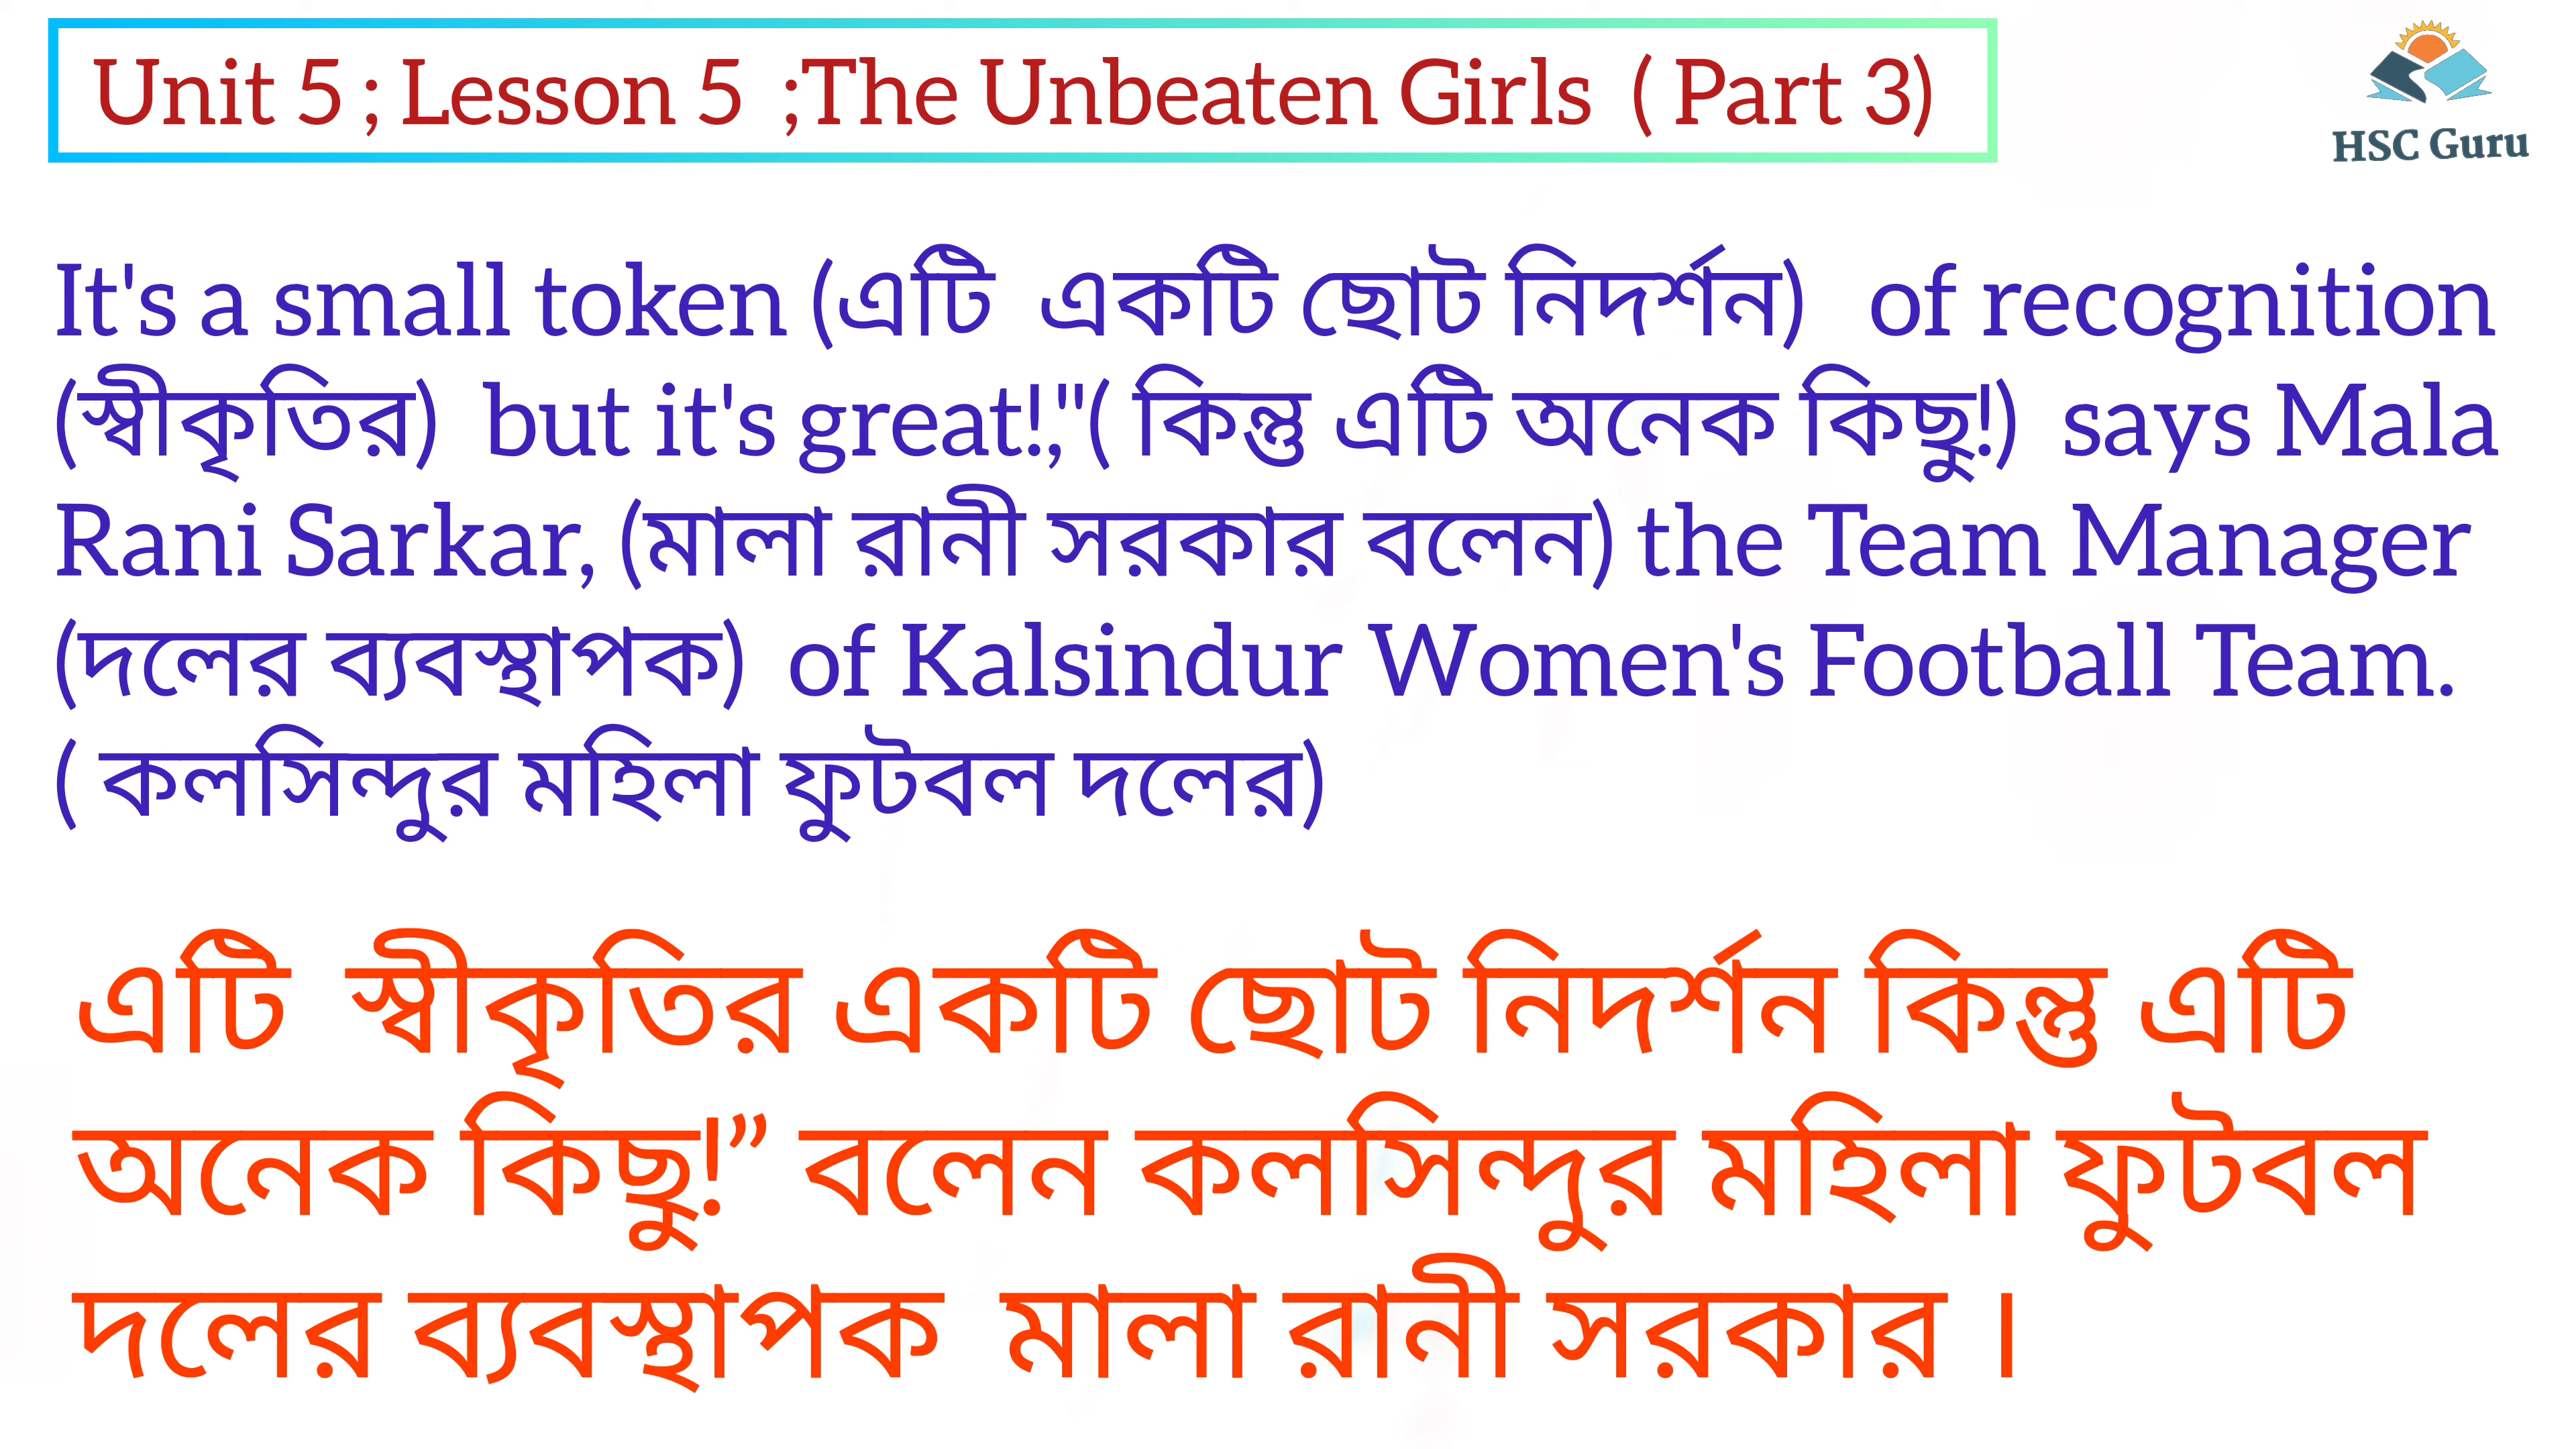 Unit 5 ; Lesson 5 ;The Unbeaten Girls ( Part 3)
HSC Guru
It's a small token (এটি একটি ছোট নিদর্শন) of recognition
(স্বীকৃতির) but it's great!,"( কিন্তু এটি অনেক কিছু!) says Mala
Rani Sarkar, (মালা রানী সরকার বলেন) the Team Manager
(দলের ব্যবস্থাপক) of Kalsindur Women's Football Team.
( কলসিন্দুর মহিলা ফুটবল দলের)
এটি স্বীকৃতির একটি ছোট নিদর্শন কিন্তু এটি
অনেক কিছু!” বলেন কলসিন্দুর মহিলা ফুটবল
দলের ব্যবস্থাপক মালা রানী সরকার ।